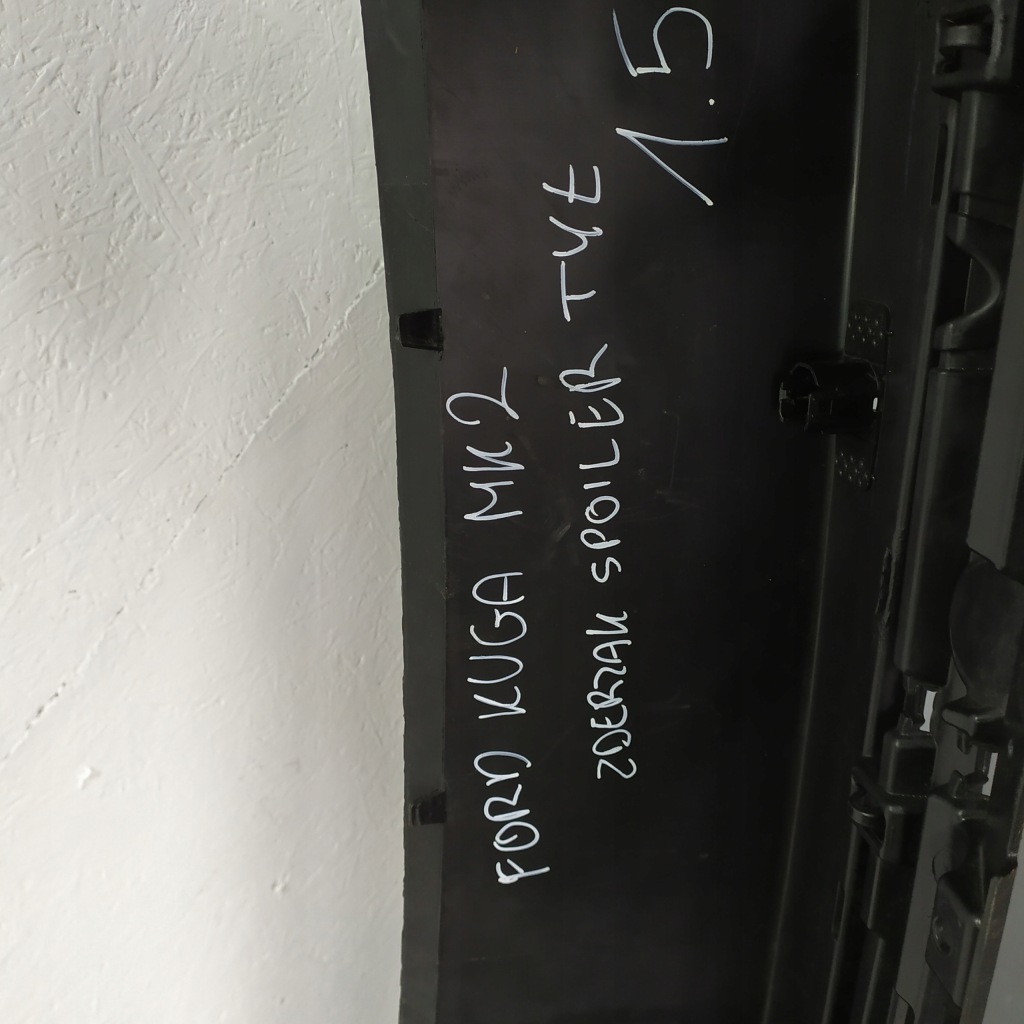 FORD KUGA MK2
ZDERZAK SPOILER TYŁ
1.5